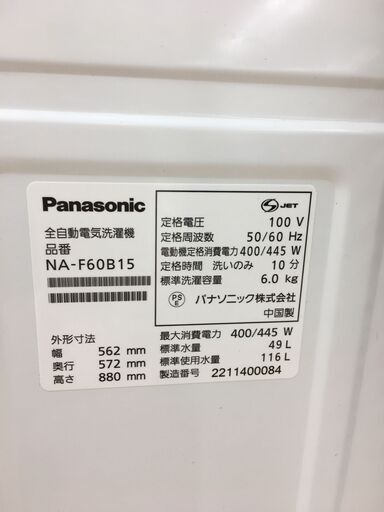 Panasonic
全自動電気洗濯機
品番
NA-F60B15
外形寸法
幅 562 mm
奥行 572 mm
高さ 880 mm
S JET
定格電圧 100 V
定格周波数 50/60 Hz
電動機定格消費電力 400/445 W
定格時間 洗いのみ 10 分
標準洗濯容量 6.0 kg
PSE パナソニック株式会社
中国製
最大消費電力 400/445 W
標準水量 49 L
標準使用水量 116 L
製造番号 2211400084